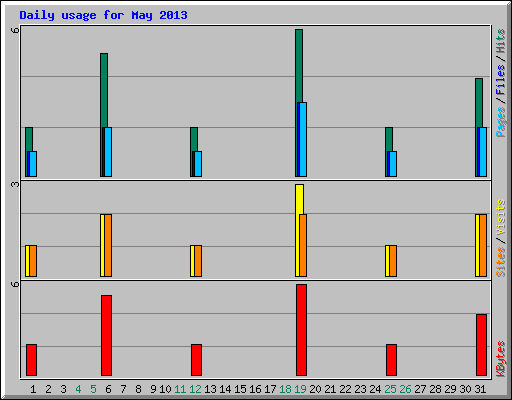 Daily usage for May 2013
6
Pages / Files / Hits
3
Sites / Visits
6
KBytes
1 2 3 4 5 6 7 8 9 10 11 12 13 14 15 16 17 18 19 20 21 22 23 24 25 26 27 28 29 30 31